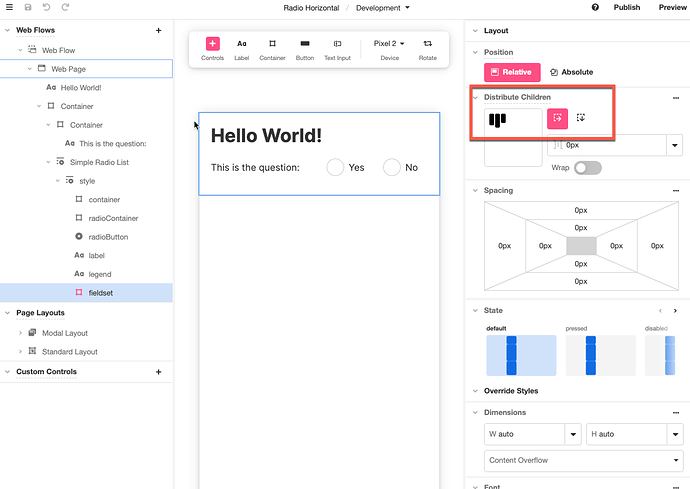 Radio Horizontal / Development
Publish
Preview
Web Flows
Web Flow
Web Page
Hello World!
Container
Container
This is the question:
Simple Radio List
style
container
radioContainer
radioButton
label
legend
fieldset
Page Layouts
Modal Layout
Standard Layout
Custom Controls
Controls
Aa
Label
Container
Button
Text Input
Pixel 2
Device
Rotate
Hello World!
This is the question:
Yes
No
Layout
Position
Relative
Absolute
Distribute Children
0px
Wrap
Spacing
0px
0px
0px
0px
0px
0px
0px
0px
State
default
pressed
disabled
Override Styles
Dimensions
W auto
H auto
Content Overflow
Font